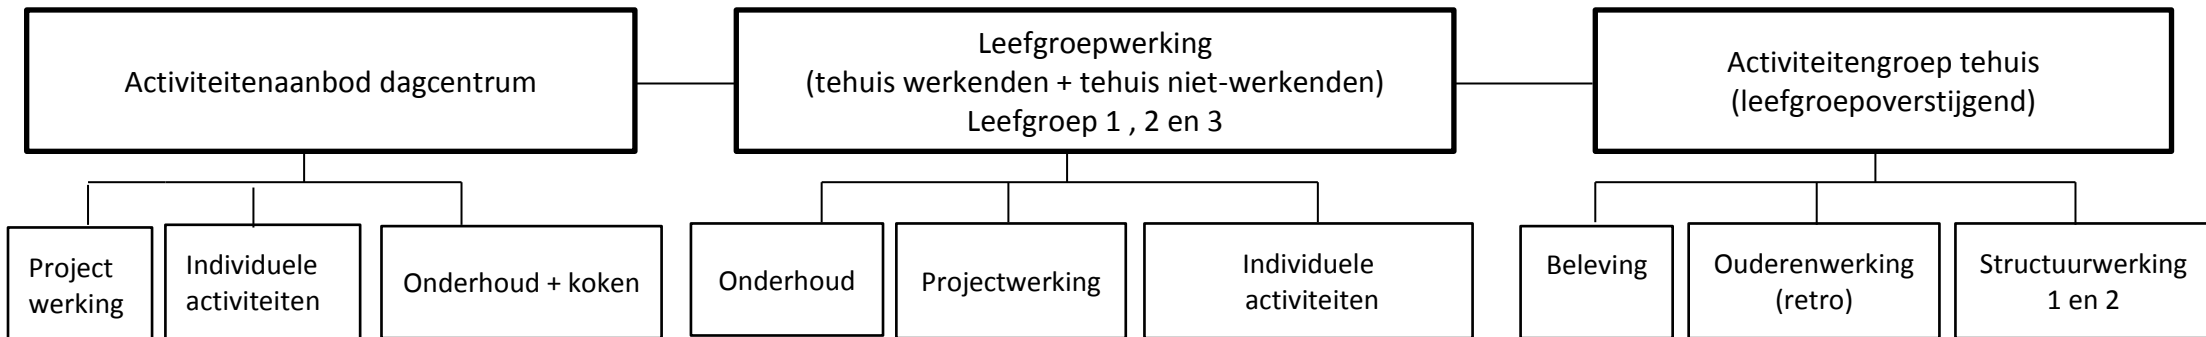 Activiteitenaanbod dagcentrum
Leefgroepwerking
(tehuis werkenden + tehuis niet-werkenden)
Leefgroep 1 , 2 en 3
Activiteitengroep tehuis
(leefgroepoverstijgend)
Project
werking
Individuele
activiteiten
Onderhoud + koken
Onderhoud
Projectwerking
Individuele
activiteiten
Beleving
Ouderenwerking
(retro)
Structuurwerking
1 en 2